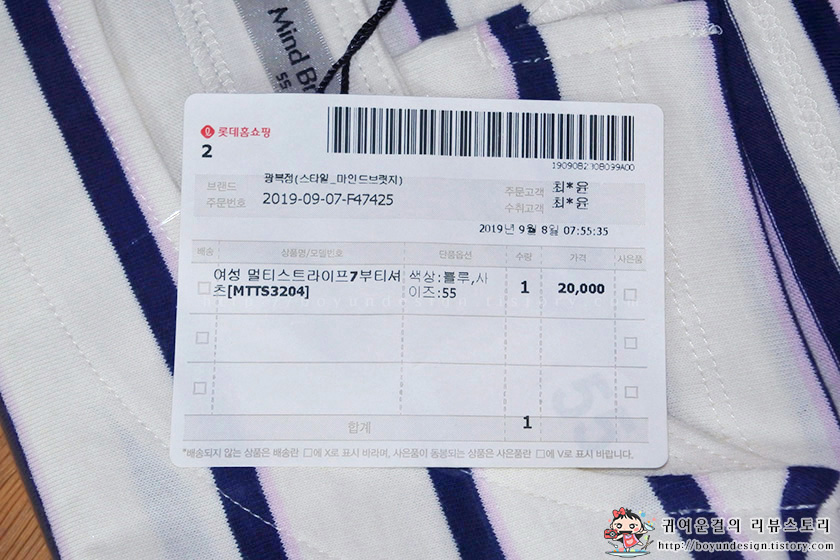 Mind Br
55
롯데홈쇼핑
2
브랜드 광복점(스타일_마인드브릿지)
주문번호 2019-09-07-F47425
주문고객 최*윤
수취고객 최*윤
2019년 9월 8일 07:55:35
배송 상품명/모델번호 단품옵션 수량 가격 사은품
여성 멀티스트라이프7부티셔츠[MTTS3204] 색상:블루,사이즈:55 1 20,000
합계 1
*배송되지 않는 상품은 배송란 □에 X로 표시 바라며, 사은품이 동봉되는 상품은 사은품란 □에 V로 표시 바랍니다.
귀여운걸의 리뷰스토리
http://boyundesign.tistory.com